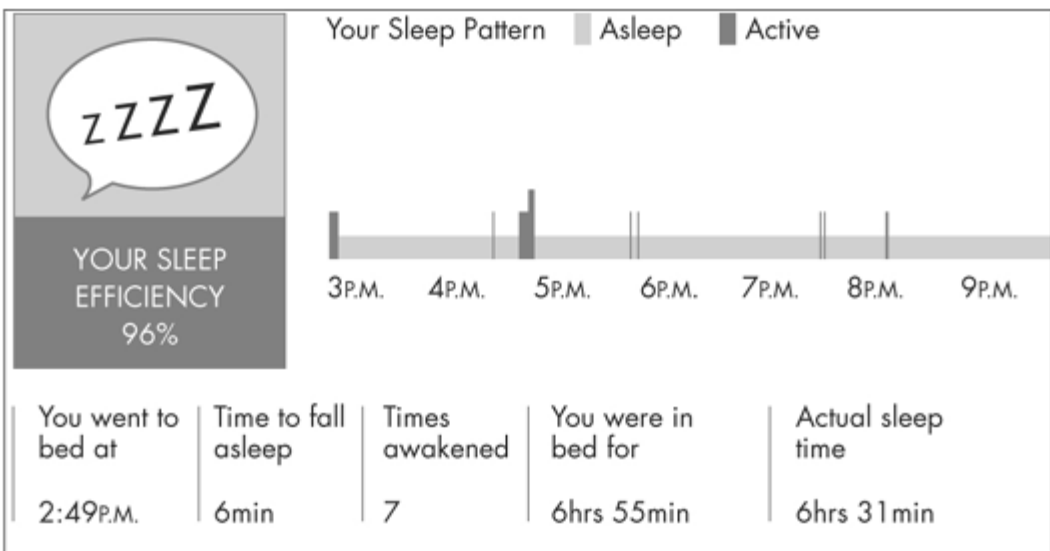 Your Sleep Pattern Asleep Active
zZZZ
YOUR SLEEP
EFFICIENCY
96%
3P.M. 4P.M. 5P.M. 6P.M. 7P.M. 8P.M. 9P.M.
You went to
bed at
2:49P.M.
Time to fall
asleep
6min
Times
awakened
7
You were in
bed for
6hrs 55min
Actual sleep
time
6hrs 31min